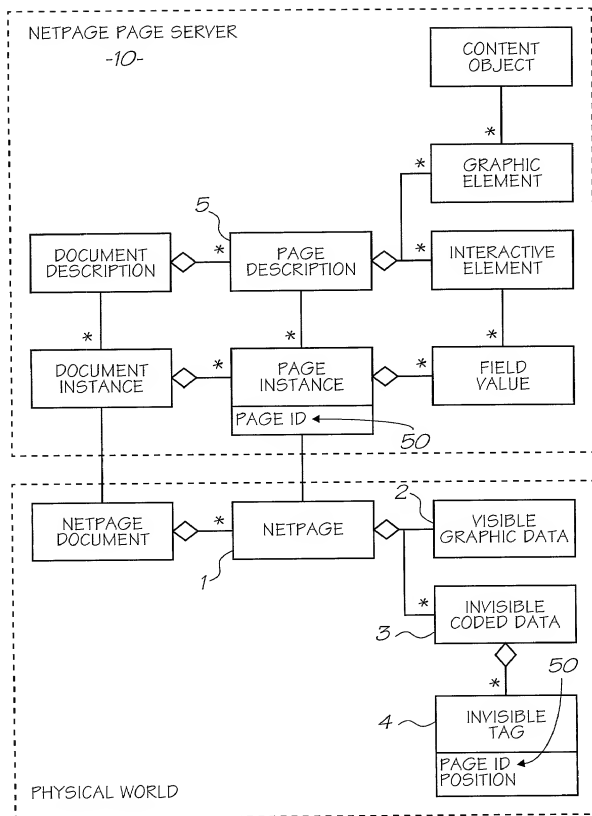 NETPAGE PAGE SERVER
-10-
CONTENT
OBJECT
*
*
GRAPHIC
ELEMENT
5
DOCUMENT
DESCRIPTION
*
PAGE
DESCRIPTION
*
INTERACTIVE
ELEMENT
*
*
*
DOCUMENT
INSTANCE
*
PAGE
INSTANCE
*
FIELD
VALUE
PAGE ID
50
NETPAGE
DOCUMENT
*
NETPAGE
1
2
VISIBLE
GRAPHIC DATA
*
INVISIBLE
CODED DATA
3
*
50
4
INVISIBLE
TAG
PAGE ID
POSITION
PHYSICAL WORLD